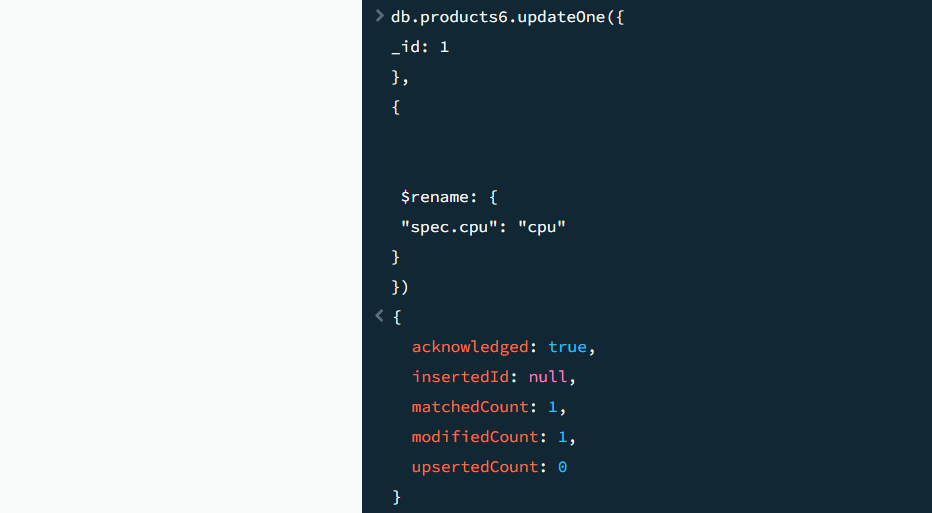 > db.products6.updateOne({
_id: 1
},
{
$rename: {
"spec.cpu": "cpu"
}
})
< {
acknowledged: true,
insertedId: null,
matchedCount: 1,
modifiedCount: 1,
upsertedCount: 0
}